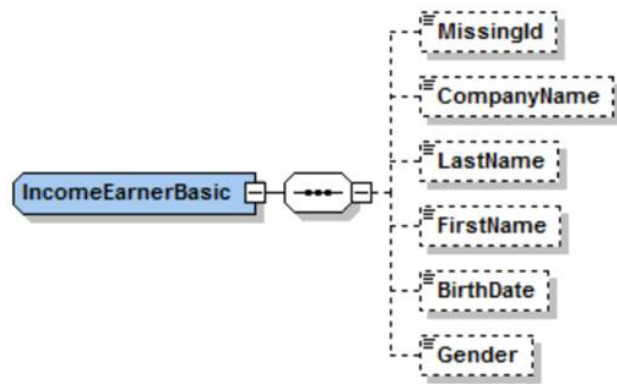 MissingId
CompanyName
LastName
IncomeEarnerBasic
FirstName
BirthDate
Gender